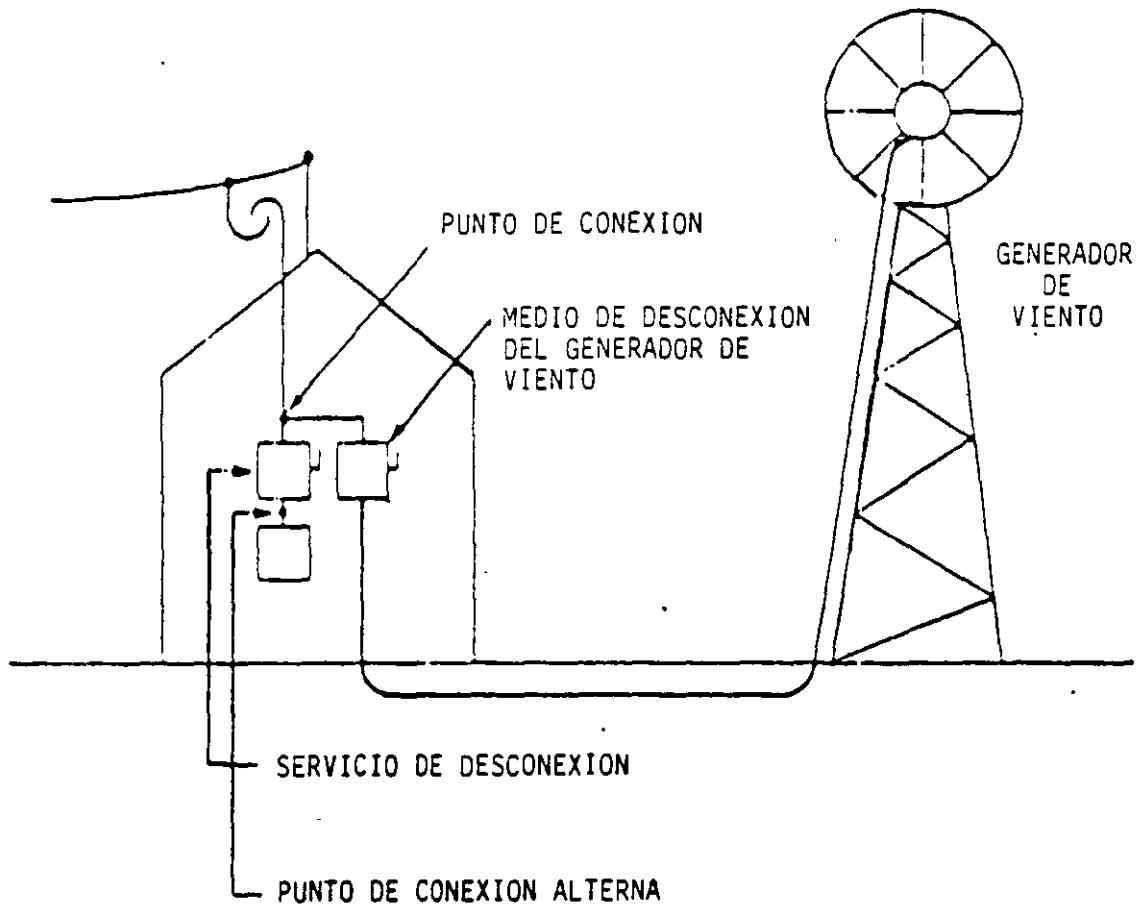 PUNTO DE CONEXION
GENERADOR
DE
VIENTO
MEDIO DE DESCONEXION
DEL GENERADOR DE
VIENTO
SERVICIO DE DESCONEXION
PUNTO DE CONEXION ALTERNA